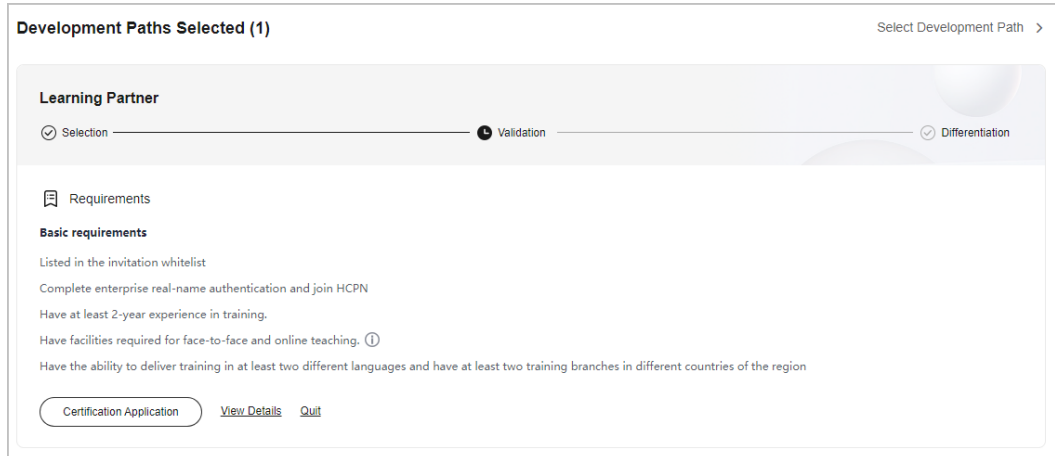 Development Paths Selected (1)
Select Development Path
Learning Partner
Selection
Validation
Differentiation
Requirements
Basic requirements
Listed in the invitation whitelist
Complete enterprise real-name authentication and join HCPN
Have at least 2-year experience in training.
Have facilities required for face-to-face and online teaching.
Have the ability to deliver training in at least two different languages and have at least two training branches in different countries of the region
Certification Application
View Details
Quit